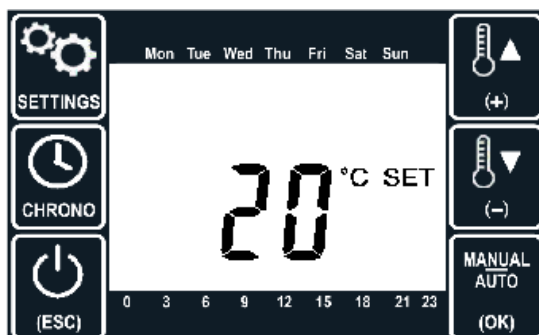 SETTINGS
CHRONO
(ESC)
Mon Tue Wed Thu Fri Sat Sun
20 °C SET
0 3 6 9 12 15 18 21 23
(+)
(−)
MANUAL
AUTO
(OK)